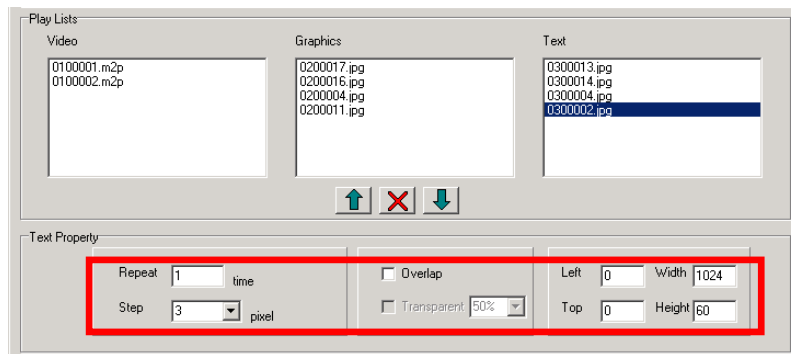 Play Lists
Video Graphics Text
0100001.m2p
0100002.m2p
0200017.jpg
0200016.jpg
0200004.jpg
0200011.jpg
0300013.jpg
0300014.jpg
0300004.jpg
0300002.jpg
Text Property
Repeat 1 time
Step 3 pixel
Overlap
Transparent 50%
Left 0 Width 1024
Top 0 Height 60